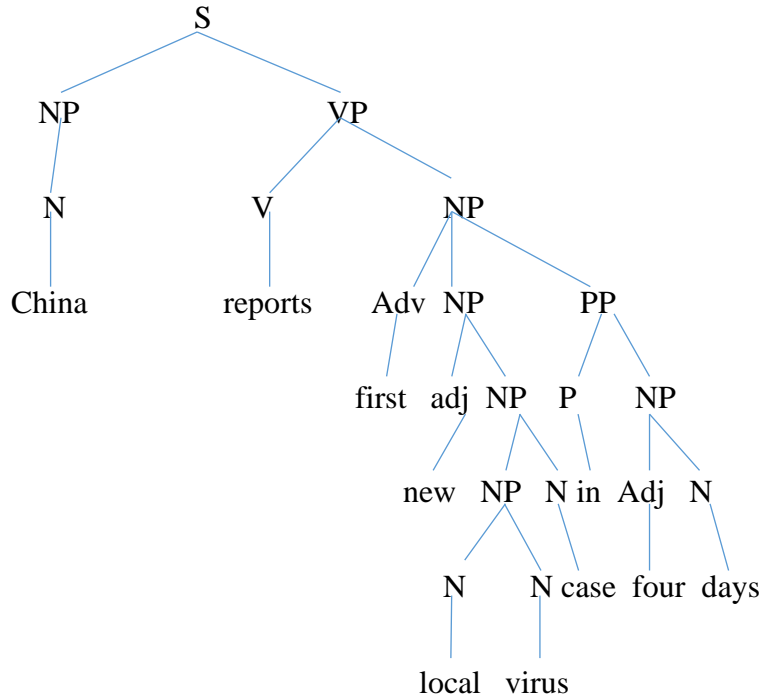 S
NP VP
N V NP
China reports Adv NP PP
first adj NP P NP
new NP N in Adj N
N N case four days
local virus